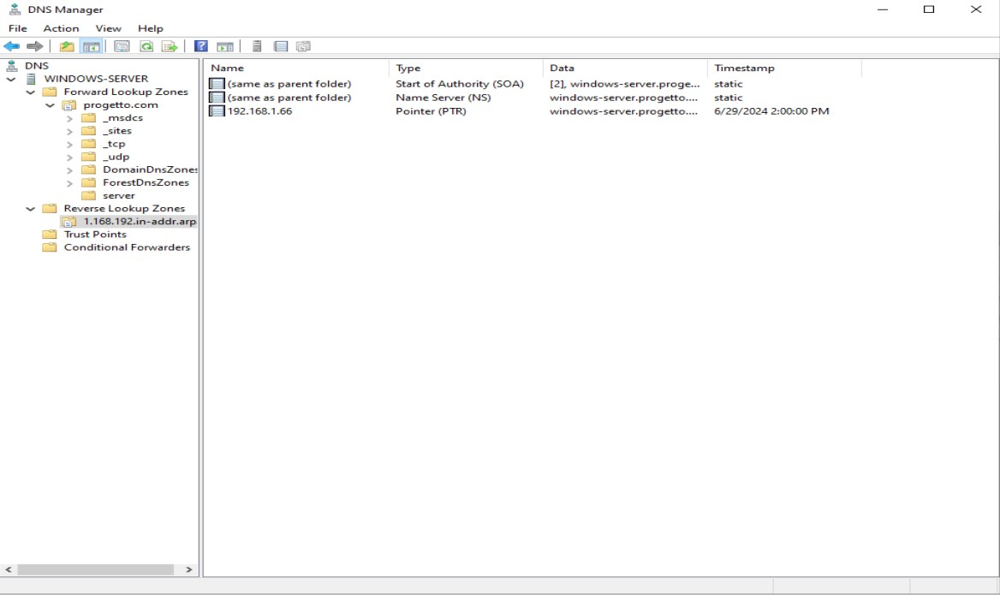 DNS Manager
File Action View Help
DNS
WINDOWS-SERVER
Forward Lookup Zones
progetto.com
_msdcs
_sites
_tcp
_udp
DomainDnsZones
ForestDnsZones
server
Reverse Lookup Zones
1.168.192.in-addr.arp
Trust Points
Conditional Forwarders
Name Type Data Timestamp
(same as parent folder) Start of Authority (SOA) [2], windows-server.proge... static
(same as parent folder) Name Server (NS) windows-server.progetto.... static
192.168.1.66 Pointer (PTR) windows-server.progetto.... 6/29/2024 2:00:00 PM